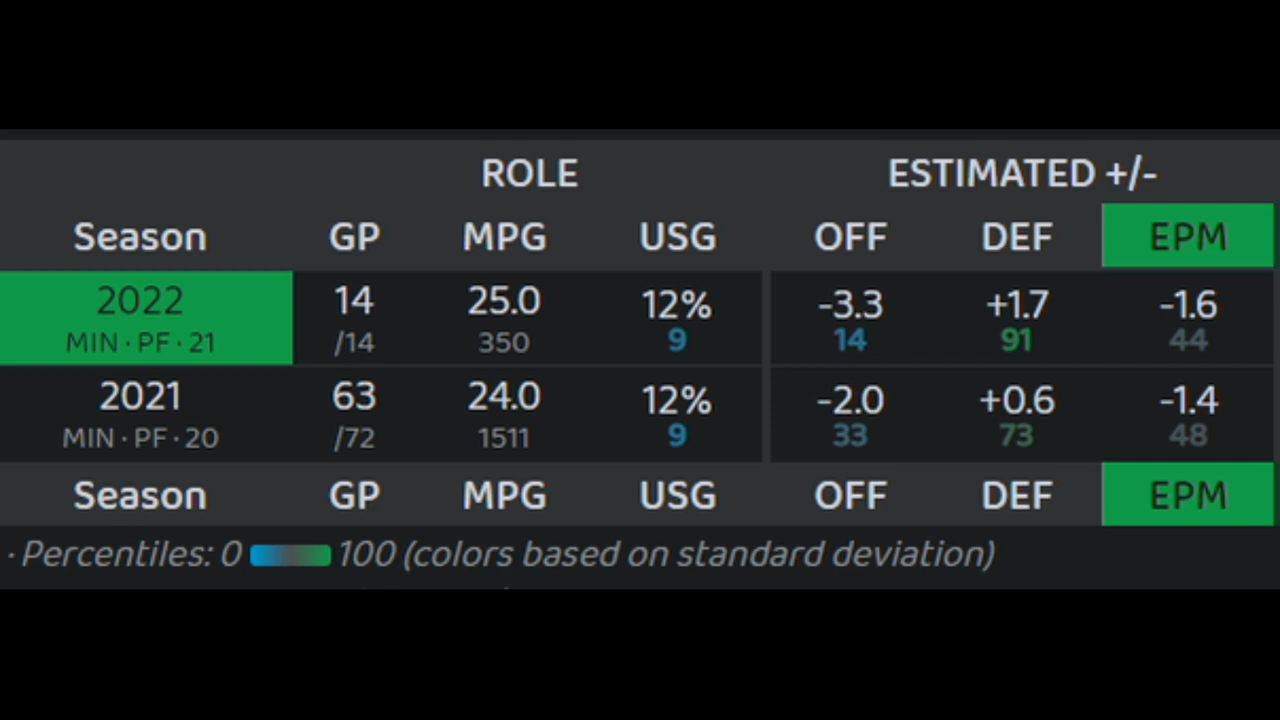 ROLE ESTIMATED +/-
Season GP MPG USG OFF DEF EPM
2022 14 25.0 12% -3.3 +1.7 -1.6
MIN · PF · 21 /14 350 9 14 91 44
2021 63 24.0 12% -2.0 +0.6 -1.4
MIN · PF · 20 /72 1511 9 33 73 48
Season GP MPG USG OFF DEF EPM
· Percentiles: 0 100 (colors based on standard deviation)